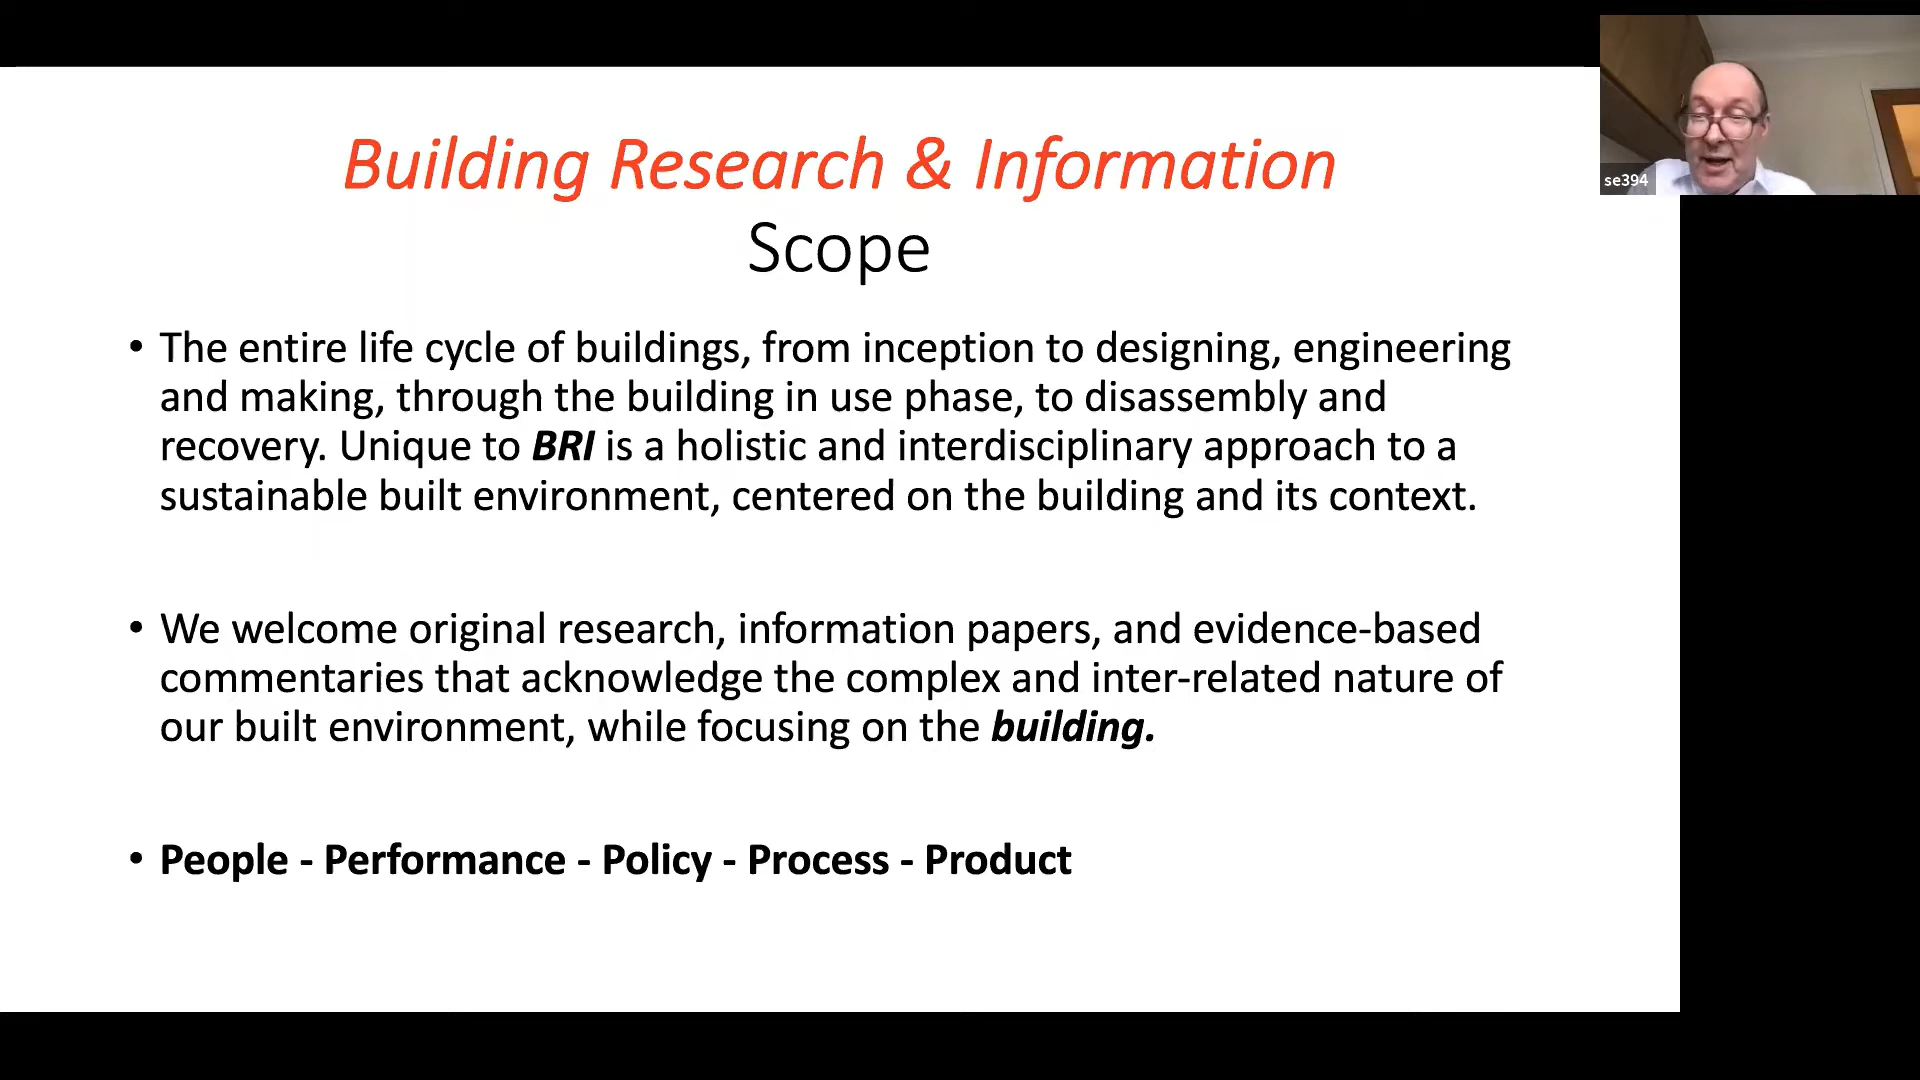 Building Research & Information
Scope
• The entire life cycle of buildings, from inception to designing, engineering
and making, through the building in use phase, to disassembly and
recovery. Unique to BRI is a holistic and interdisciplinary approach to a
sustainable built environment, centered on the building and its context.
• We welcome original research, information papers, and evidence-based
commentaries that acknowledge the complex and inter-related nature of
our built environment, while focusing on the building.
• People - Performance - Policy - Process - Product
se394